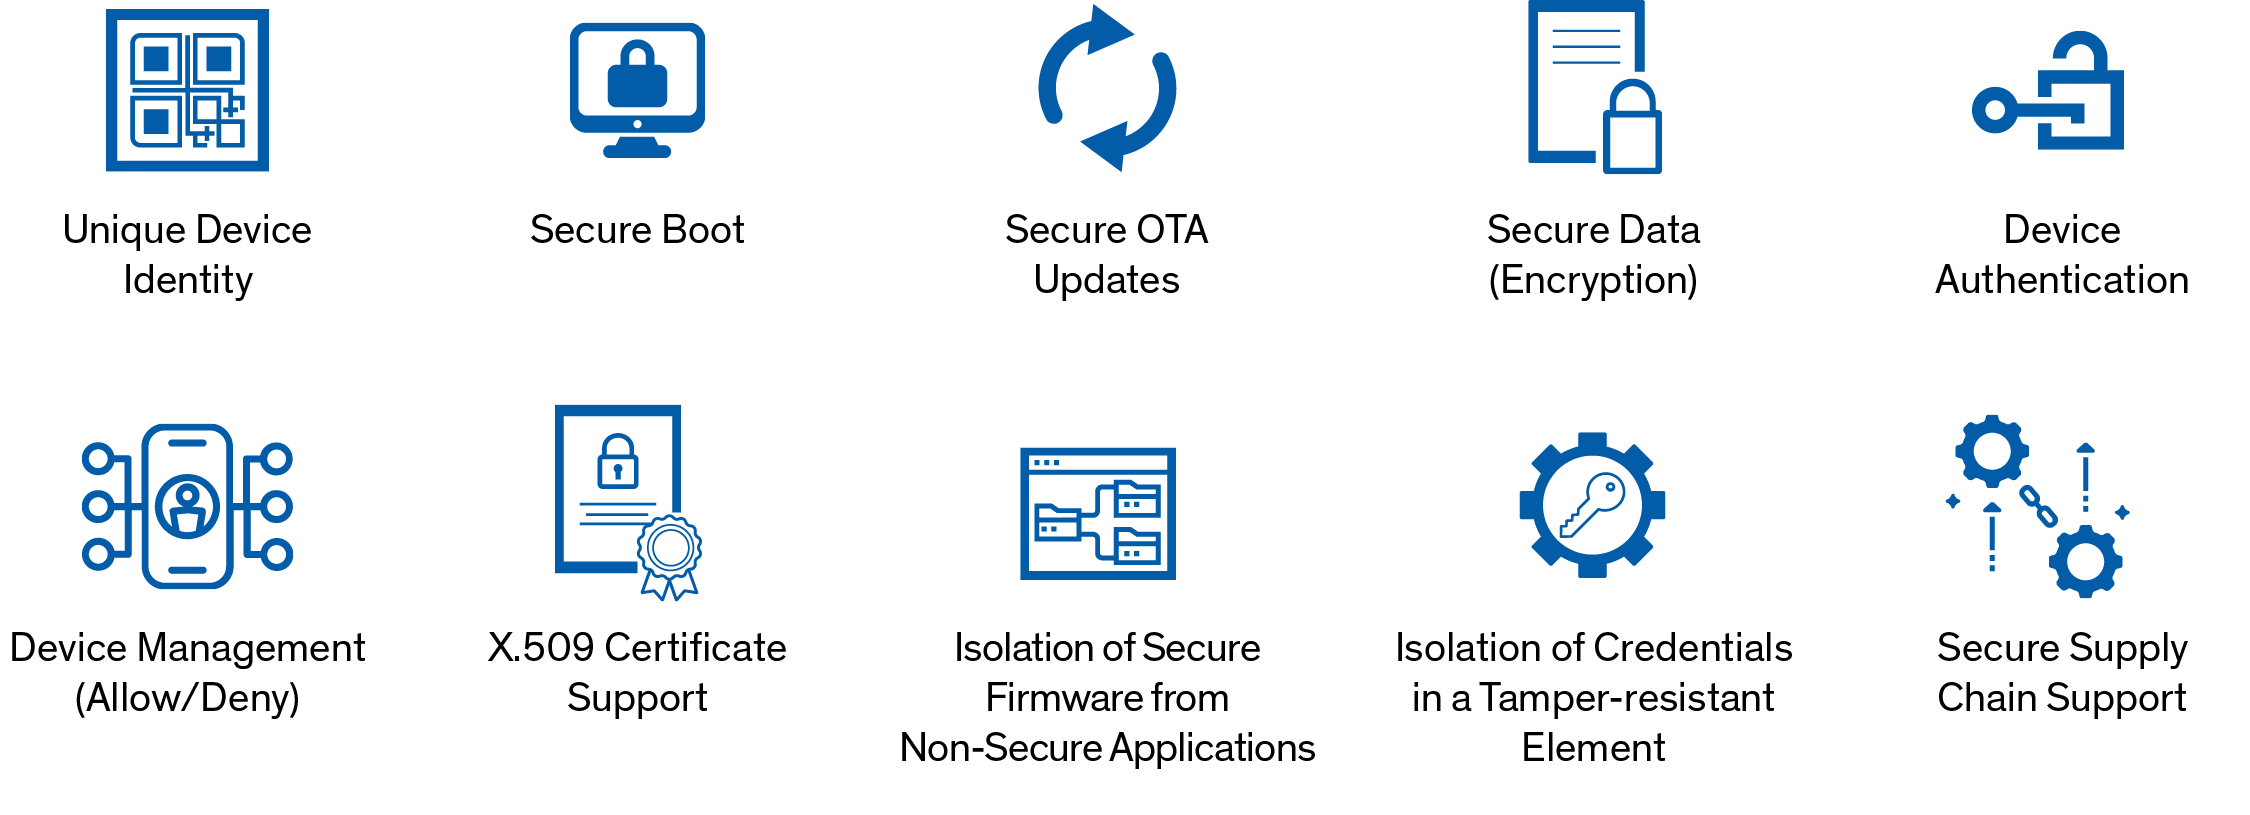 Unique Device
Identity
Secure Boot
Secure OTA
Updates
Secure Data
(Encryption)
Device
Authentication
Device Management
(Allow/Deny)
X.509 Certificate
Support
Isolation of Secure
Firmware from
Non-Secure Applications
Isolation of Credentials
in a Tamper-resistant
Element
Secure Supply
Chain Support